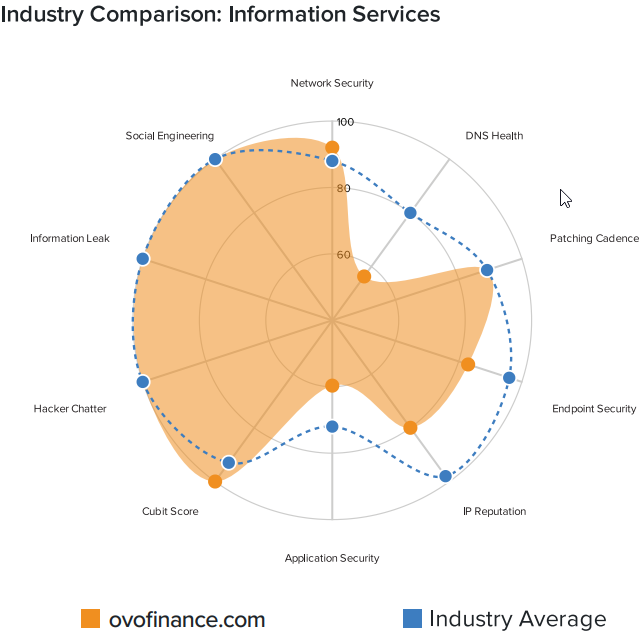 Industry Comparison: Information Services
Network Security
Social Engineering
DNS Health
100
80
60
Information Leak
Patching Cadence
Hacker Chatter
Endpoint Security
Cubit Score
IP Reputation
Application Security
ovofinance.com
Industry Average